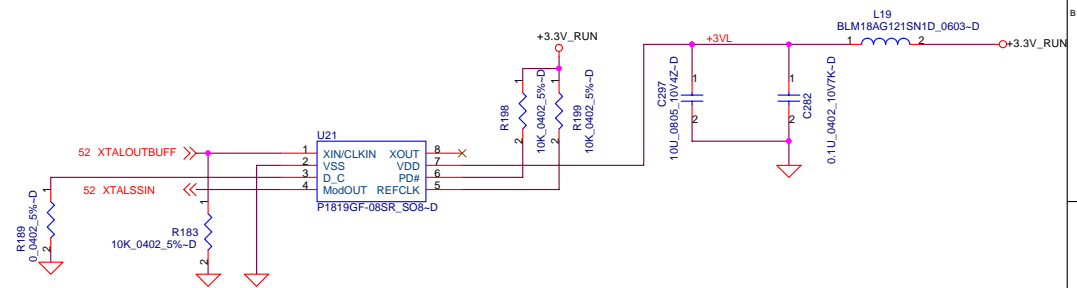 L19
BLM18AG121SN1D_0603~D
B
+3.3V_RUN
+3VL
1
2
+3.3V_RUN
1
1
C297
10U_0805_10V4Z~D
2
1
C282
0.1U_0402_10V7K~D
2
R198
10K_0402_5%~D
2
1
R199
10K_0402_5%~D
2
U21
52 XTALOUTBUFF
1
XIN/CLKIN
XOUT
8
2
VSS
VDD
7
3
D_C
PD#
6
52 XTALSSIN
4
ModOUT
REFCLK
5
P1819GF-08SR_SO8~D
1
R189
0_0402_5%~D
2
1
R183
10K_0402_5%~D
2